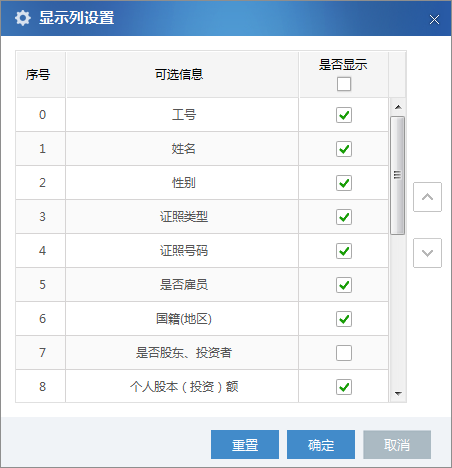 显示列设置
序号 可选信息 是否显示
0 工号
1 姓名
2 性别
3 证照类型
4 证照号码
5 是否雇员
6 国籍(地区)
7 是否股东、投资者
8 个人股本（投资）额
重置 确定 取消